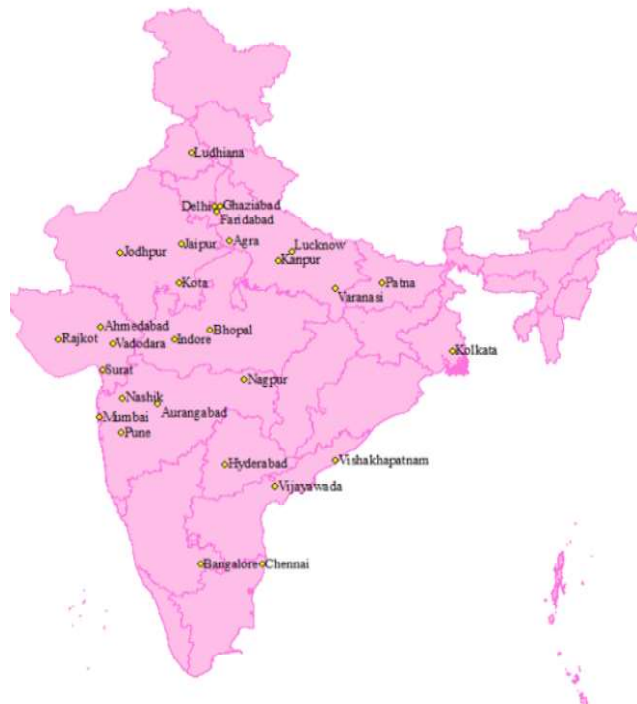 Ludhiana
Delhi
Ghaziabad
Faridabad
Jaipur
Agra
Lucknow
Jodhpur
Kanpur
Kota
Patna
Varanasi
Ahmedabad
Bhopal
Rajkot
Vadodara
Indore
Kolkata
Surat
Nagpur
Nashik
Aurangabad
Mumbai
Pune
Hyderabad
Vishakhapatnam
Vijayawada
Bangalore
Chennai